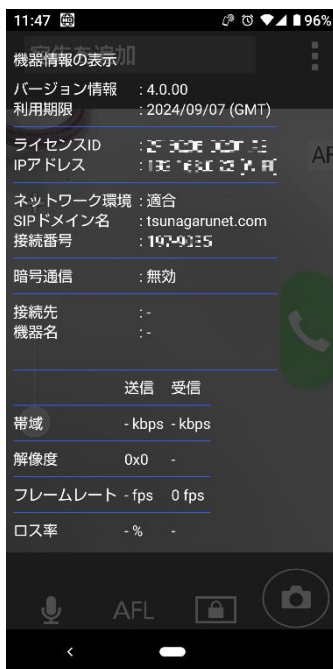 11:47 96%
機器情報の表示
バージョン情報 : 4.0.00
利用期限 : 2024/09/07 (GMT)
ライセンスID :
IPアドレス :
ネットワーク環境 : 適合
SIPドメイン名 : tsunagarunet.com
接続番号 :
暗号通信 : 無効
接続先 : -
機器名 : -
送信 受信
帯域 - kbps - kbps
解像度 0x0 -
フレームレート - fps 0 fps
ロス率 - % -
AFL